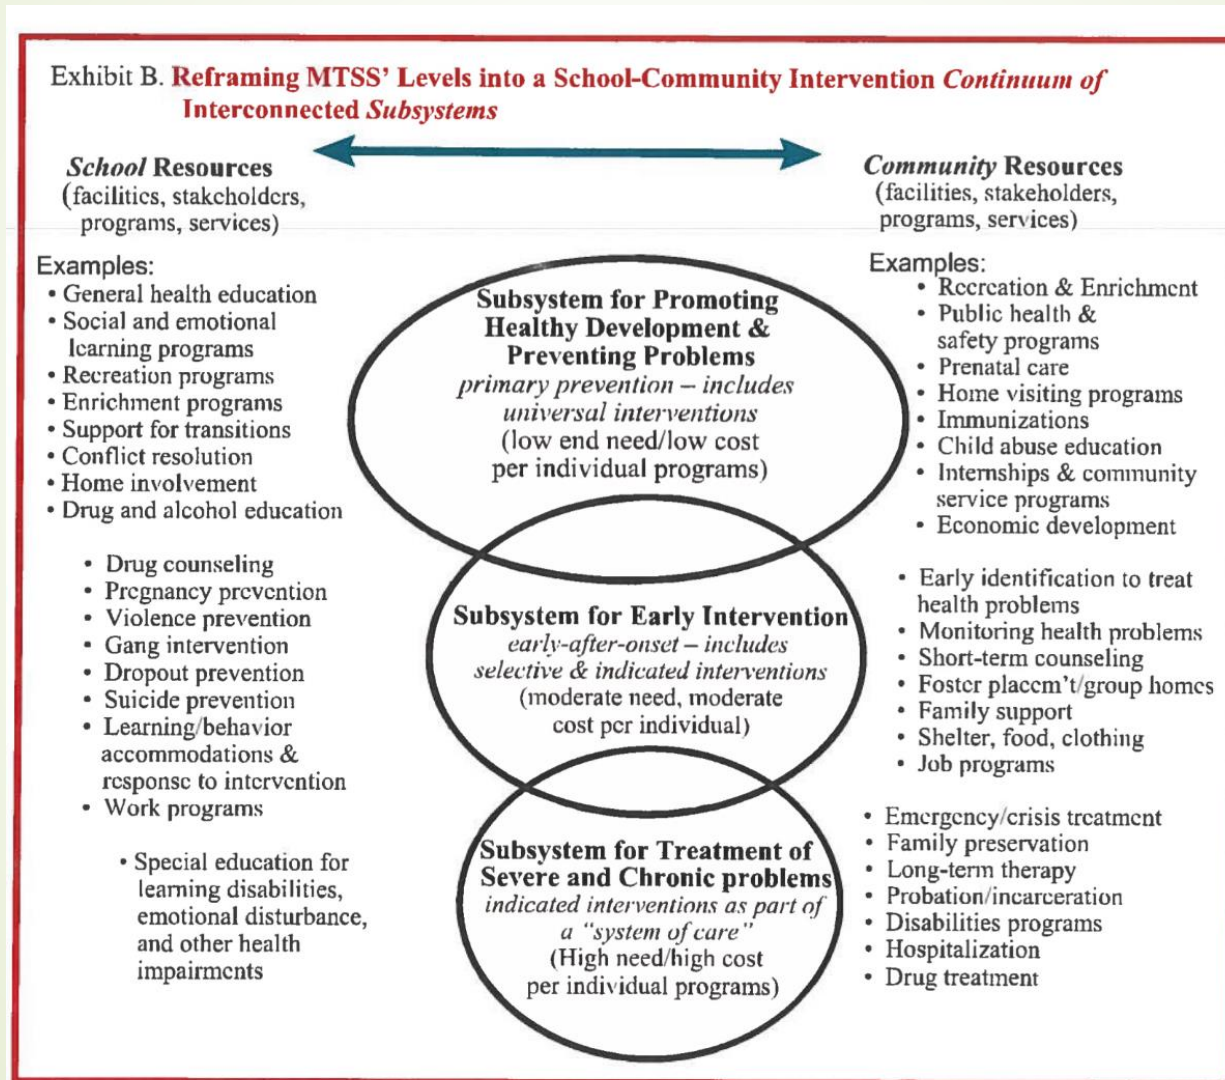 Exhibit B. Reframing MTSS’ Levels into a School-Community Intervention Continuum of
Interconnected Subsystems
School Resources
(facilities, stakeholders,
programs, services)
Examples:
• General health education
• Social and emotional
learning programs
• Recreation programs
• Enrichment programs
• Support for transitions
• Conflict resolution
• Home involvement
• Drug and alcohol education
• Drug counseling
• Pregnancy prevention
• Violence prevention
• Gang intervention
• Dropout prevention
• Suicide prevention
• Learning/behavior
accommodations &
response to intervention
• Work programs
• Special education for
learning disabilities,
emotional disturbance,
and other health
impairments
Subsystem for Promoting
Healthy Development &
Preventing Problems
primary prevention – includes
universal interventions
(low end need/low cost
per individual programs)
Subsystem for Early Intervention
early-after-onset – includes
selective & indicated interventions
(moderate need, moderate
cost per individual)
Subsystem for Treatment of
Severe and Chronic problems
indicated interventions as part of
a “system of care”
(High need/high cost
per individual programs)
Community Resources
(facilities, stakeholders,
programs, services)
Examples:
• Recreation & Enrichment
• Public health &
safety programs
• Prenatal care
• Home visiting programs
• Immunizations
• Child abuse education
• Internships & community
service programs
• Economic development
• Early identification to treat
health problems
• Monitoring health problems
• Short-term counseling
• Foster placem’t/group homes
• Family support
• Shelter, food, clothing
• Job programs
• Emergency/crisis treatment
• Family preservation
• Long-term therapy
• Probation/incarceration
• Disabilities programs
• Hospitalization
• Drug treatment